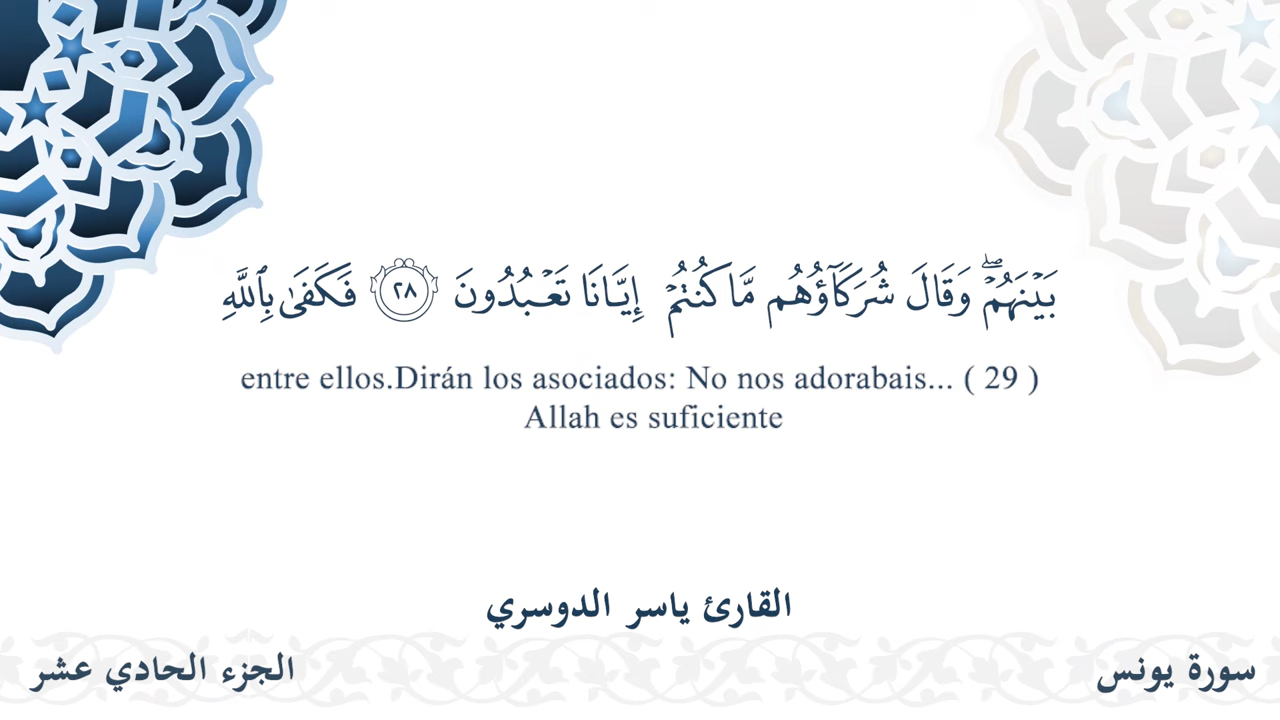 بَيْنَهُمْ ۖ وَقَالَ شُرَكَآؤُهُم مَّا كُنتُمْ إِيَّانَا تَعْبُدُونَ ٢٨ فَكَفَىٰ بِٱللَّهِ
entre ellos.Dirán los asociados: No nos adorabais... ( 29 )
Allah es suficiente
القارئ ياسر الدوسري
سورة يونس
الجزء الحادي عشر